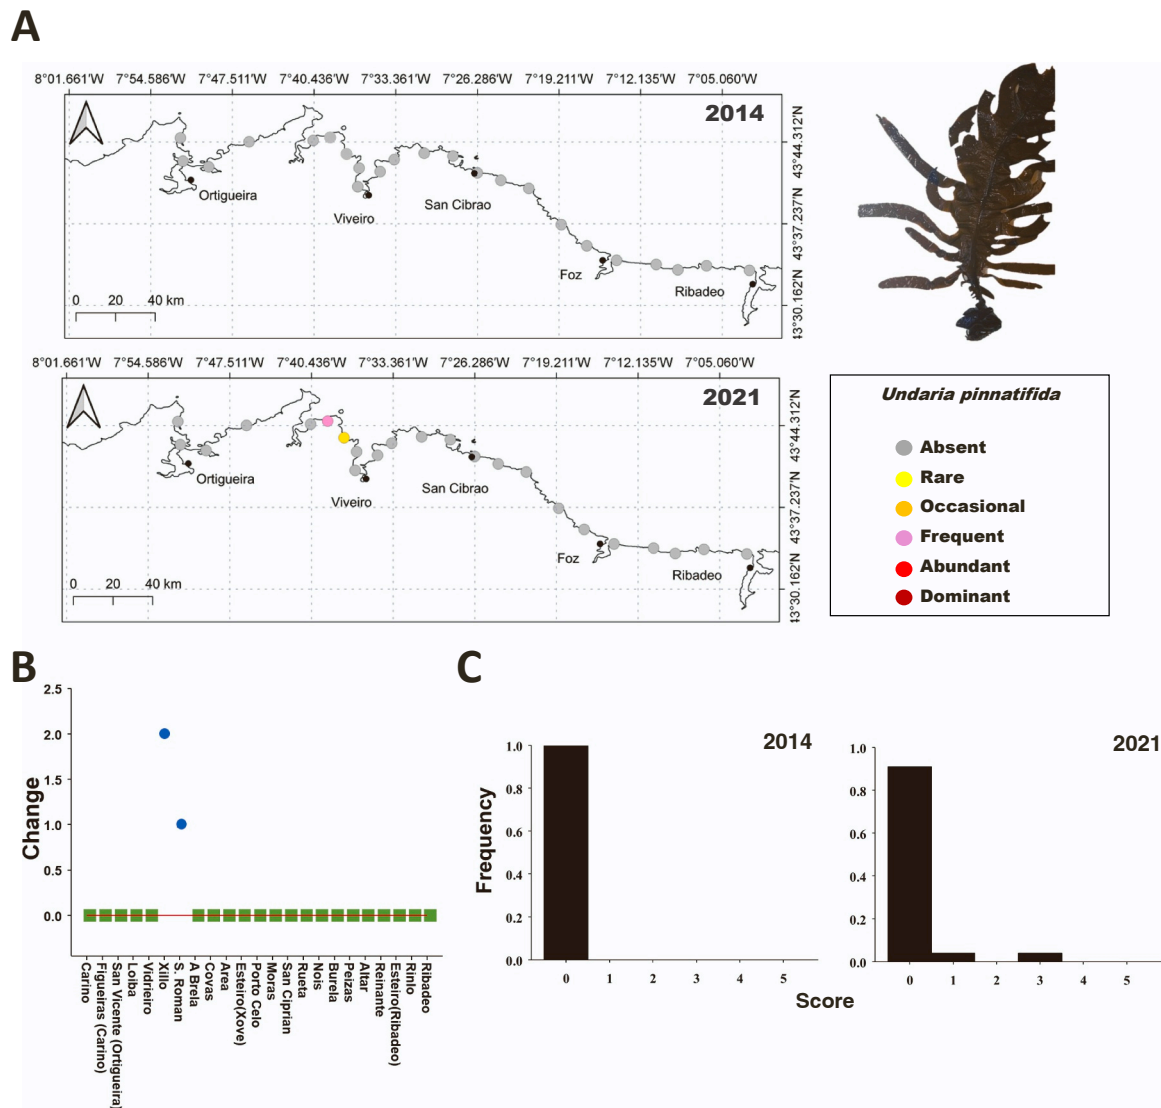 A
8°01.661'W 7°54.586'W 7°47.511'W 7°40.436'W 7°33.361'W 7°26.286'W 7°19.211'W 7°12.135'W 7°05.060'W
2014
43°44.312'N
43°37.237'N
43°30.162'N
Ortigueira
Viveiro
San Cibrao
Foz
Ribadeo
0 20 40 km
8°01.661'W 7°54.586'W 7°47.511'W 7°40.436'W 7°33.361'W 7°26.286'W 7°19.211'W 7°12.135'W 7°05.060'W
2021
43°44.312'N
43°37.237'N
43°30.162'N
Ortigueira
Viveiro
San Cibrao
Foz
Ribadeo
0 20 40 km
Undaria pinnatifida
Absent
Rare
Occasional
Frequent
Abundant
Dominant
B
Change
2.5
2.0
1.5
1.0
0.5
0.0
Carino
Figueiras (Carino)
San Vicente (Ortigueira)
Loiba
Vidrieiro
Xillo
S. Roman
A Brela
Covas
Area
Esteiro(Xove)
Porto Celo
Moras
San Ciprian
Rueta
Nois
Burela
Peizas
Altar
Reinante
Esteiro(Ribadeo)
Rinlo
Ribadeo
C
2014
Frequency
1.0
0.8
0.6
0.4
0.2
0.0
0 1 2 3 4 5
2021
1.0
0.8
0.6
0.4
0.2
0.0
0 1 2 3 4 5
Score